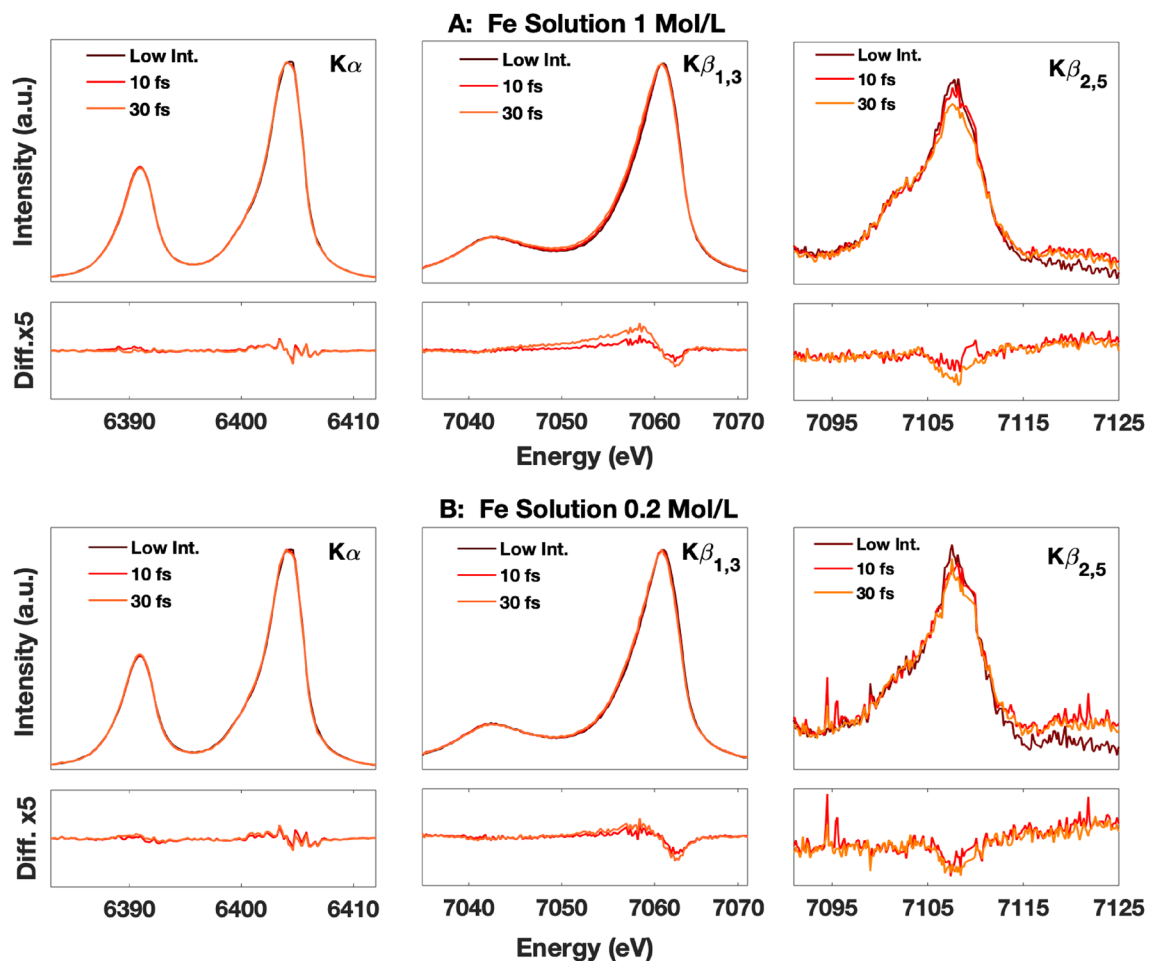 A: Fe Solution 1 Mol/L
Intensity (a.u.)
Low Int.
10 fs
30 fs
Kα
Low Int.
10 fs
30 fs
Kβ1,3
Low Int.
10 fs
30 fs
Kβ2,5
Diff.x5
6390 6400 6410
7040 7050 7060 7070
7095 7105 7115 7125
Energy (eV)
B: Fe Solution 0.2 Mol/L
Intensity (a.u.)
Low Int.
10 fs
30 fs
Kα
Low Int.
10 fs
30 fs
Kβ1,3
Low Int.
10 fs
30 fs
Kβ2,5
Diff. x5
6390 6400 6410
7040 7050 7060 7070
7095 7105 7115 7125
Energy (eV)